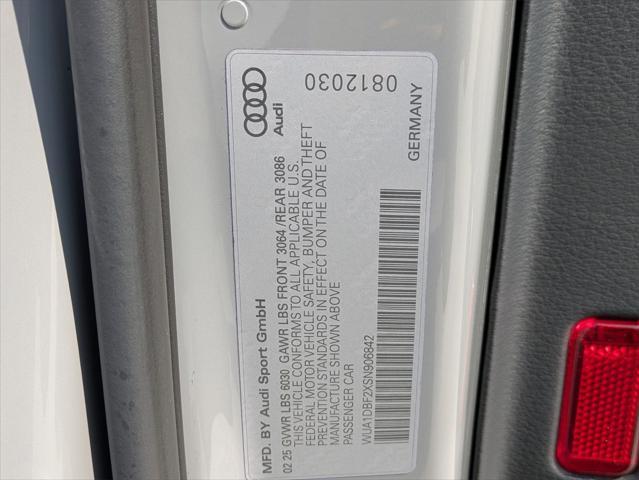 MFD. BY Audi Sport GmbH
02 25 GVWR LBS 6030 GAWR LBS FRONT 3064/REAR 3086
THIS VEHICLE CONFORMS TO ALL APPLICABLE U.S.
FEDERAL MOTOR VEHICLE SAFETY, BUMPER AND THEFT
PREVENTION STANDARDS IN EFFECT ON THE DATE OF
MANUFACTURE SHOWN ABOVE
PASSENGER CAR
WUA1DBF2XSN906842
Audi
0812030
GERMANY